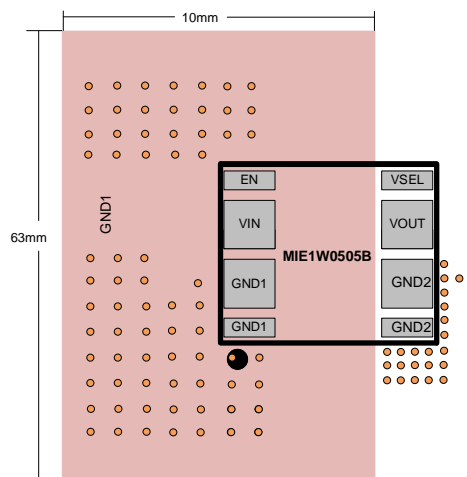 10mm
EN
VSEL
GND1
63mm
VIN
VOUT
MIE1W0505B
GND1
GND2
GND1
GND2